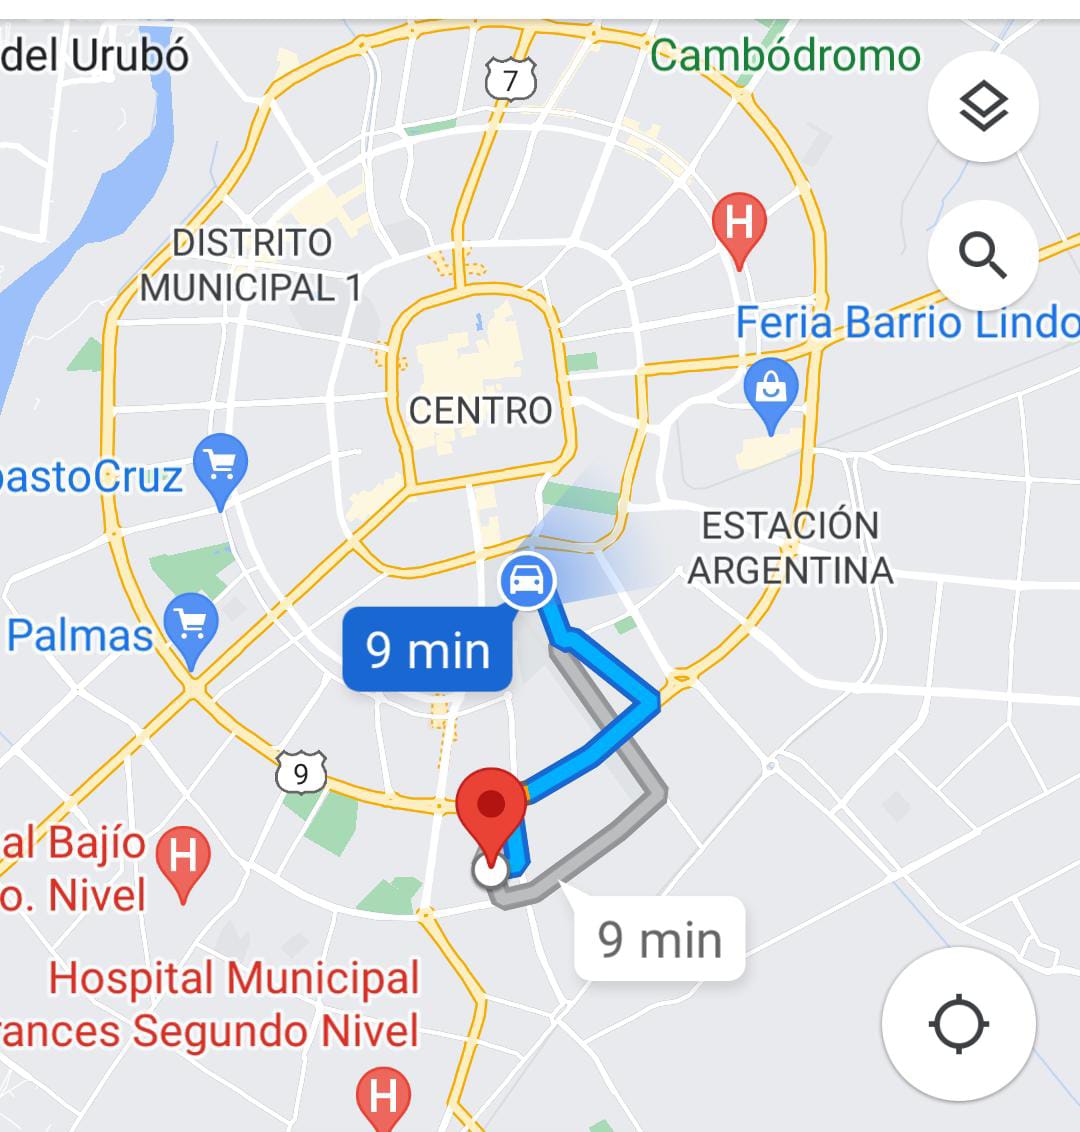 del Urubó
Cambódromo
7
H
DISTRITO
MUNICIPAL 1
Feria Barrio Lindo
CENTRO
astoCruz
ESTACIÓN
ARGENTINA
Palmas
9 min
9
al Bajío
o. Nivel
H
9 min
Hospital Municipal
rances Segundo Nivel
H